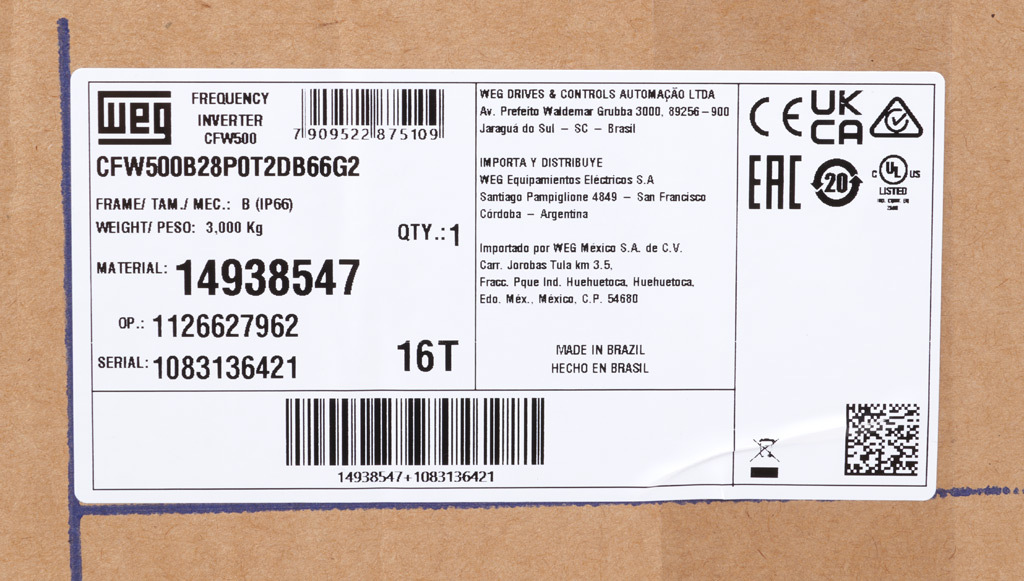 weg
FREQUENCY
INVERTER
CFW500
7 909522 875109
CFW500B28P0T2DB66G2
FRAME/ TAM./ MEC.: B (IP66)
WEIGHT/ PESO: 3,000 Kg
QTY.:1
MATERIAL: 14938547
OP.: 1126627962
SERIAL: 1083136421
16T
WEG DRIVES & CONTROLS AUTOMAÇÃO LTDA
Av. Prefeito Waldemar Grubba 3000, 89256-900
Jaraguá do Sul - SC - Brasil
IMPORTA Y DISTRIBUYE
WEG Equipamientos Eléctricos S.A
Santiago Pampiglione 4849 - San Francisco
Córdoba - Argentina
Importado por WEG México S.A. de C.V.
Carr. Jorobas Tula km 3.5,
Fracc. Pque Ind. Huehuetoca, Huehuetoca,
Edo. Méx., México, C.P. 54680
MADE IN BRAZIL
HECHO EN BRASIL
CE UK
CA
EAC 20 C UL US
LISTED
14938547+1083136421